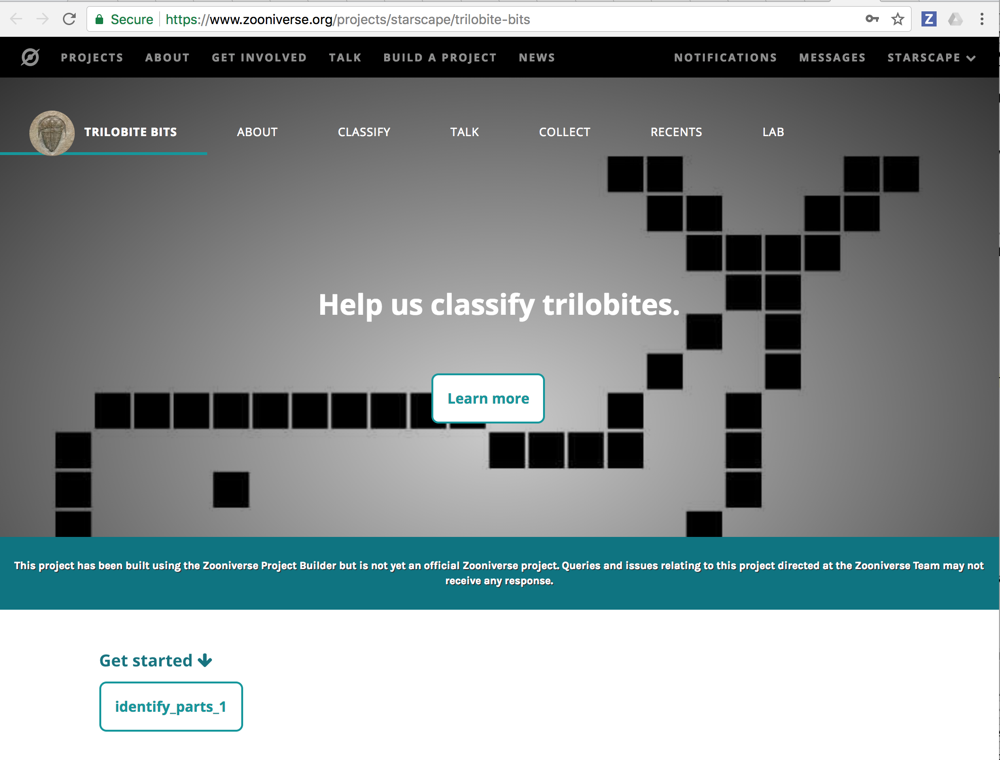 Secure https://www.zooniverse.org/projects/starscape/trilobite-bits
Z
PROJECTS ABOUT GET INVOLVED TALK BUILD A PROJECT NEWS NOTIFICATIONS MESSAGES STARSCAPE
TRILOBITE BITS ABOUT CLASSIFY TALK COLLECT RECENTS LAB
Help us classify trilobites.
Learn more
This project has been built using the Zooniverse Project Builder but is not yet an official Zooniverse project. Queries and issues relating to this project directed at the Zooniverse Team may not
receive any response.
Get started
identify_parts_1